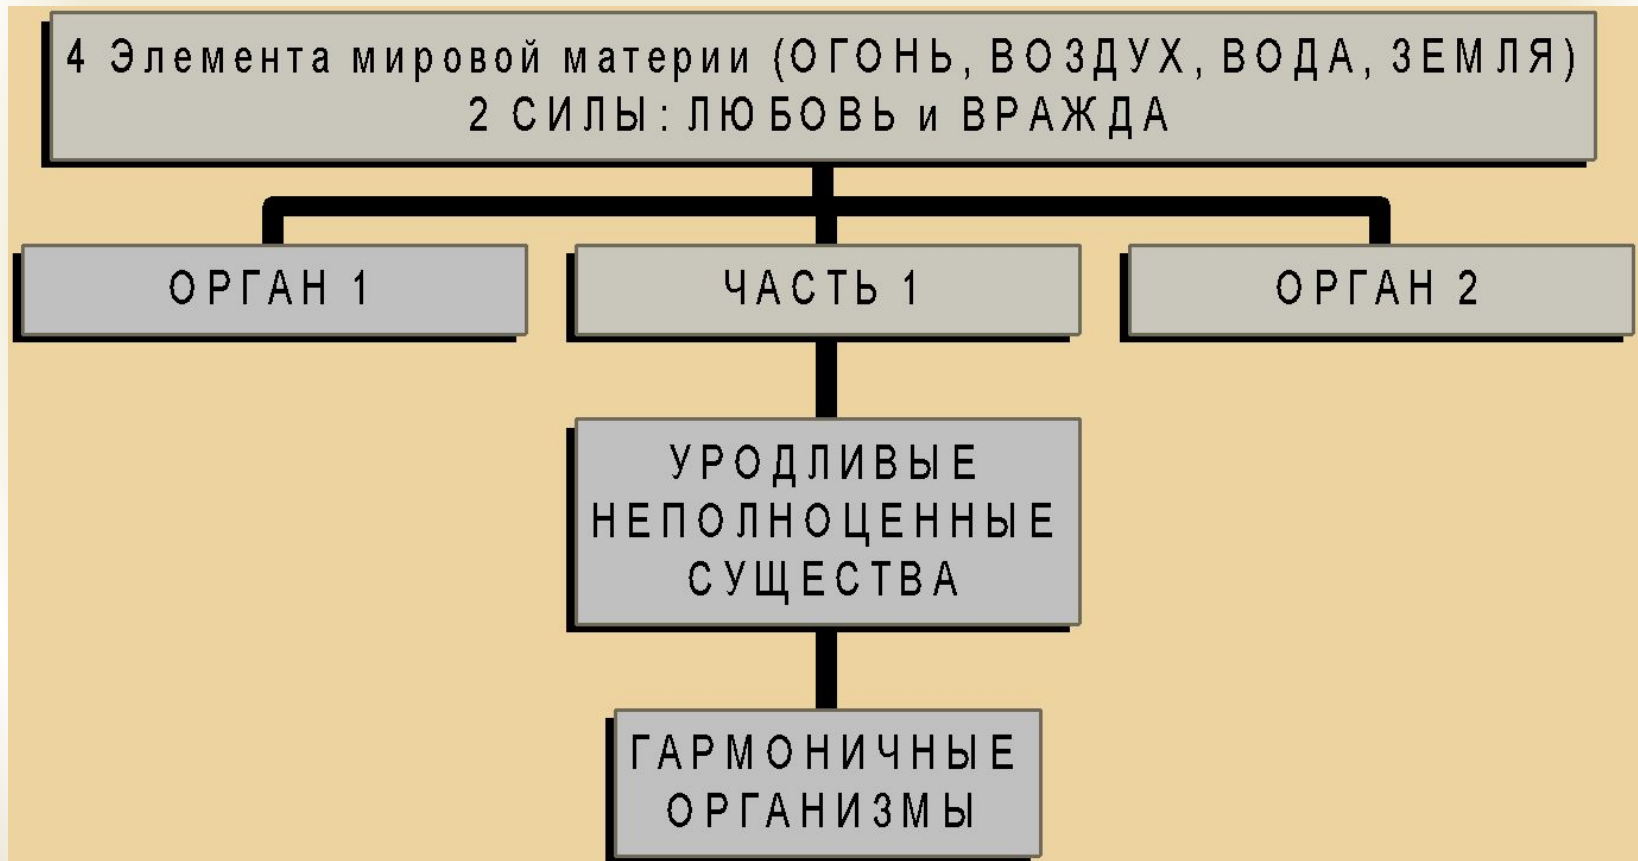 4 Элемента мировой материи (ОГОНЬ, ВОЗДУХ, ВОДА, ЗЕМЛЯ)
2 СИЛЫ: ЛЮБОВЬ и ВРАЖДА
ОРГАН 1
ЧАСТЬ 1
ОРГАН 2
УРОДЛИВЫЕ
НЕПОЛНОЦЕННЫЕ
СУЩЕСТВА
ГАРМОНИЧНЫЕ
ОРГАНИЗМЫ